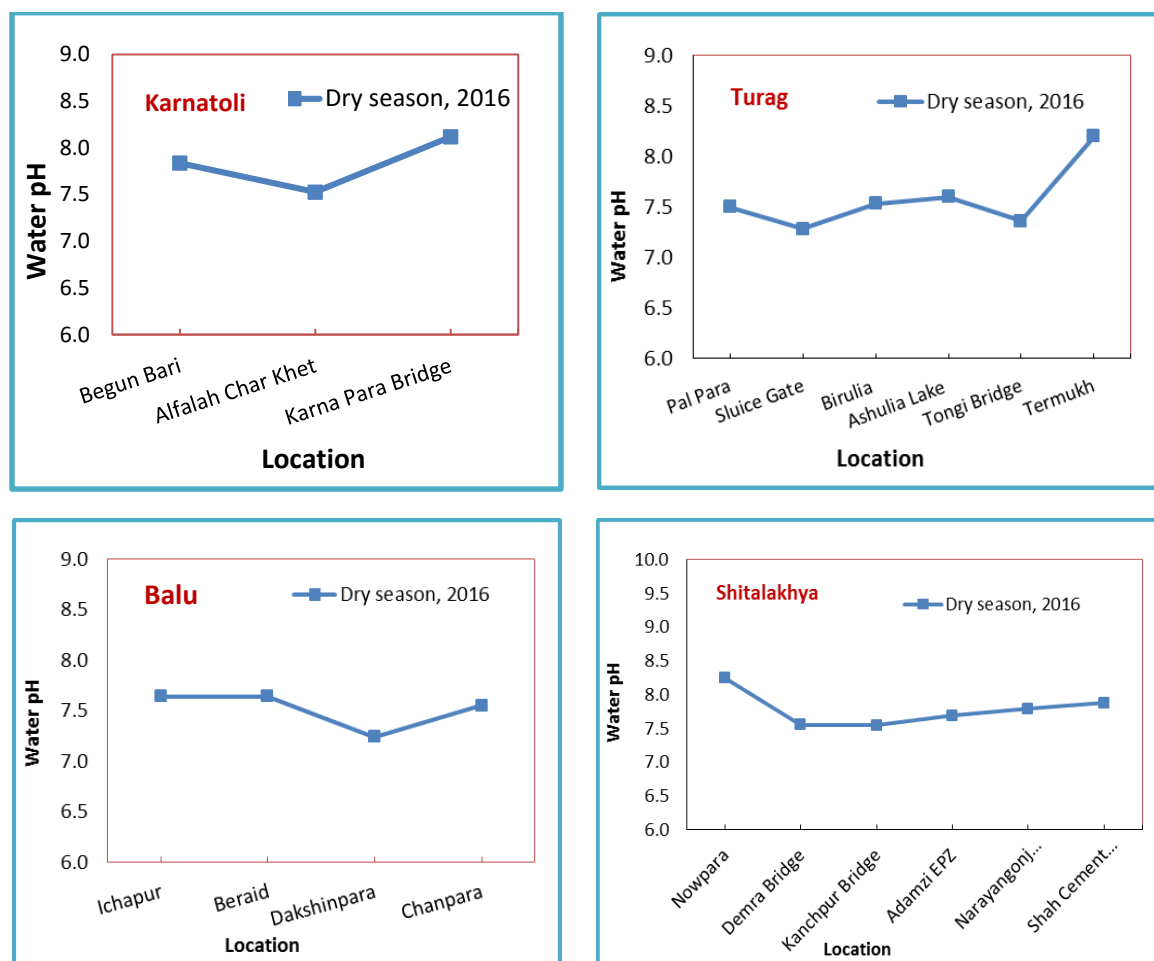 9.0
8.5
8.0
7.5
7.0
6.5
6.0
Water pH
Karnatoli
Dry season, 2016
Begun Bari
Alfalah Char Khet
Karna Para Bridge
Location
9.0
8.5
8.0
7.5
7.0
6.5
6.0
Water pH
Turag
Dry season, 2016
Pal Para
Sluice Gate
Birulia
Ashulia Lake
Tongi Bridge
Termukh
Location
9.0
8.5
8.0
7.5
7.0
6.5
6.0
Water pH
Balu
Dry season, 2016
Ichapur
Beraid
Dakshinpara
Chanpara
Location
10.0
9.5
9.0
8.5
8.0
7.5
7.0
6.5
6.0
Water pH
Shitalakhya
Dry season, 2016
Nowpara
Demra Bridge
Kanchpur Bridge
Adamzi EPZ
Narayangonj...
Shah Cement...
Location